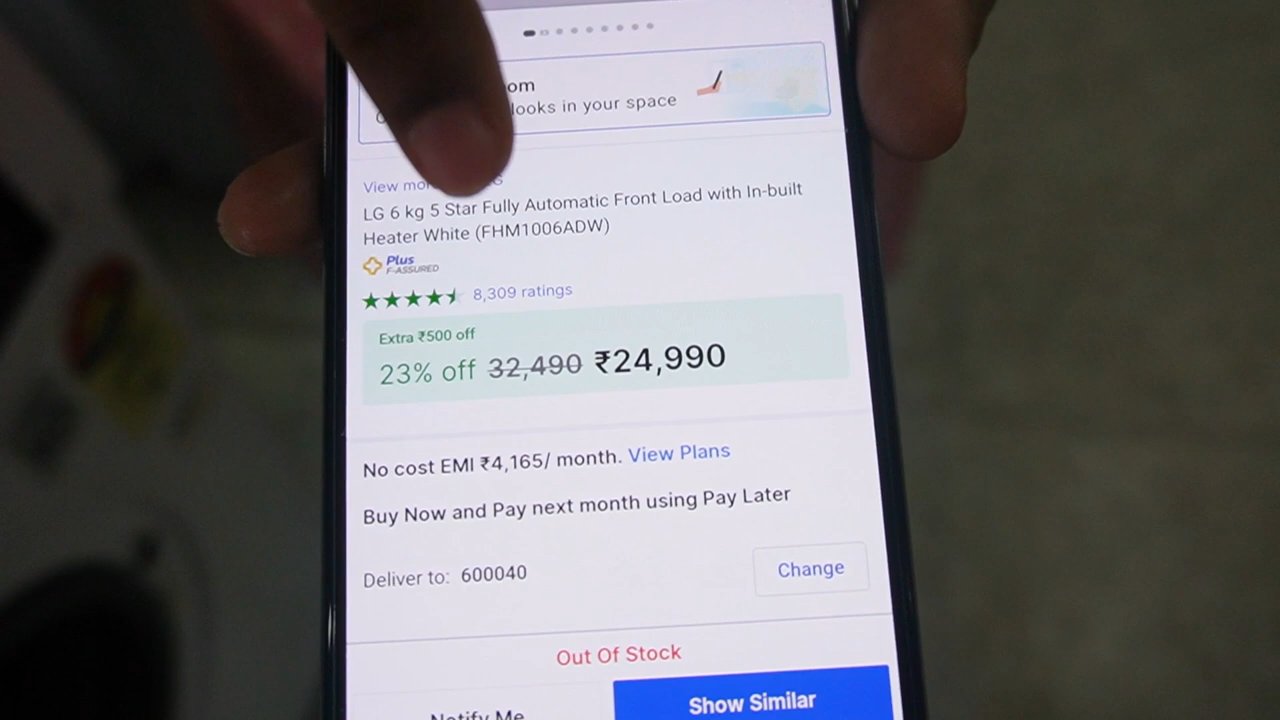 om
looks in your space
View
LG 6 kg 5 Star Fully Automatic Front Load with In-built
Heater White (FHM1006ADW)
Plus
F-ASSURED
8,309 ratings
Extra ₹500 off
23% off 32,490 ₹24,990
No cost EMI ₹4,165/ month. View Plans
Buy Now and Pay next month using Pay Later
Deliver to: 600040
Change
Out Of Stock
Notify Me
Show Similar